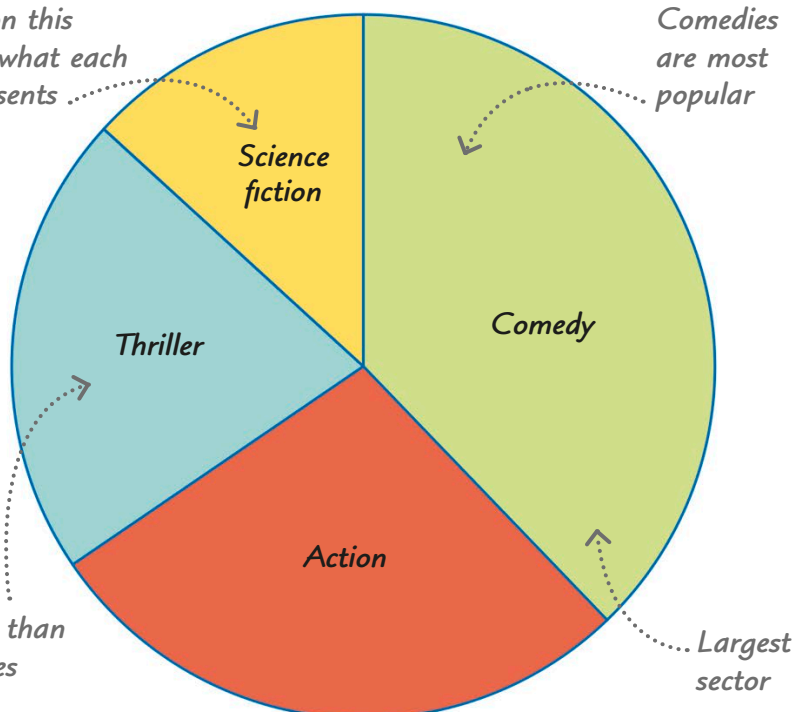 n this
what each
sents
Comedies
are most
popular
Science
fiction
Comedy
Thriller
Action
than
es
Largest
sector